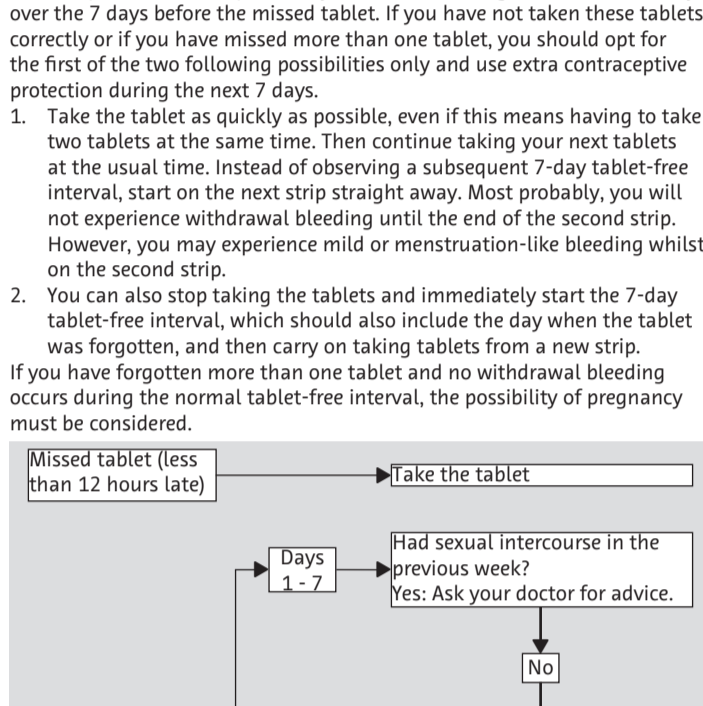 over the 7 days before the missed tablet. If you have not taken these tablets
correctly or if you have missed more than one tablet, you should opt for
the first of the two following possibilities only and use extra contraceptive
protection during the next 7 days.
1. Take the tablet as quickly as possible, even if this means having to take
two tablets at the same time. Then continue taking your next tablets
at the usual time. Instead of observing a subsequent 7-day tablet-free
interval, start on the next strip straight away. Most probably, you will
not experience withdrawal bleeding until the end of the second strip.
However, you may experience mild or menstruation-like bleeding whilst
on the second strip.
2. You can also stop taking the tablets and immediately start the 7-day
tablet-free interval, which should also include the day when the tablet
was forgotten, and then carry on taking tablets from a new strip.
If you have forgotten more than one tablet and no withdrawal bleeding
occurs during the normal tablet-free interval, the possibility of pregnancy
must be considered.
Missed tablet (less
than 12 hours late)
Take the tablet
Days
1 - 7
Had sexual intercourse in the
previous week?
Yes: Ask your doctor for advice.
No